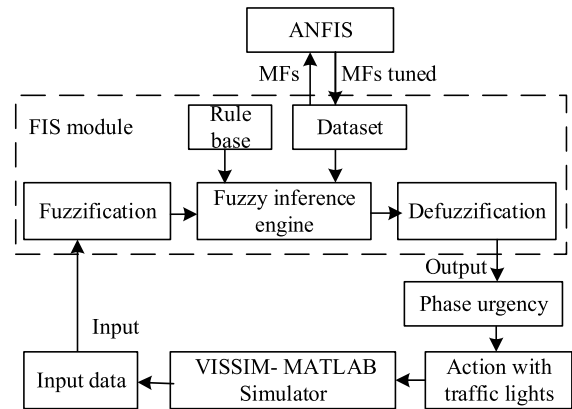 ANFIS
MFs
MFs tuned
FIS module
Rule
base
Dataset
Fuzzification
Fuzzy inference
engine
Defuzzification
Output
Phase urgency
Input
Input data
VISSIM- MATLAB
Simulator
Action with
traffic lights